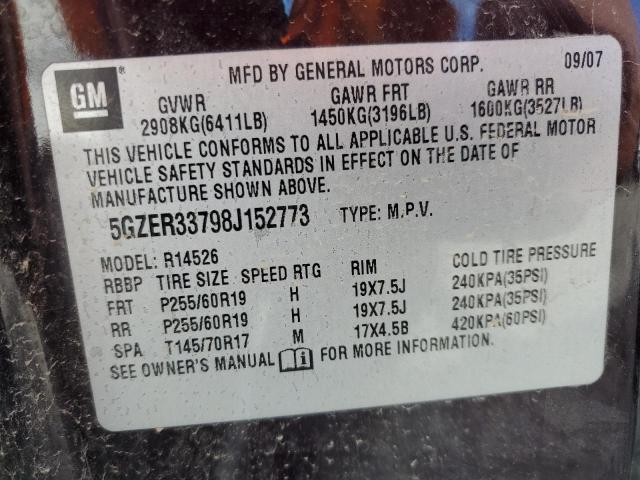 GM ®
MFD BY GENERAL MOTORS CORP. 09/07
GVWR GAWR FRT GAWR RR
2908KG(6411LB) 1450KG(3196LB) 1600KG(3527LB)
THIS VEHICLE CONFORMS TO ALL APPLICABLE U.S. FEDERAL MOTOR
VEHICLE SAFETY STANDARDS IN EFFECT ON THE DATE OF
MANUFACTURE SHOWN ABOVE.
5GZER33798J152773 TYPE: M.P.V.
MODEL: R14526
RBBP TIRE SIZE SPEED RTG RIM COLD TIRE PRESSURE
FRT P255/60R19 H 19X7.5J 240KPA(35PSI)
RR P255/60R19 H 19X7.5J 240KPA(35PSI)
SPA T145/70R17 M 17X4.5B 420KPA(60PSI)
SEE OWNER'S MANUAL FOR MORE INFORMATION.